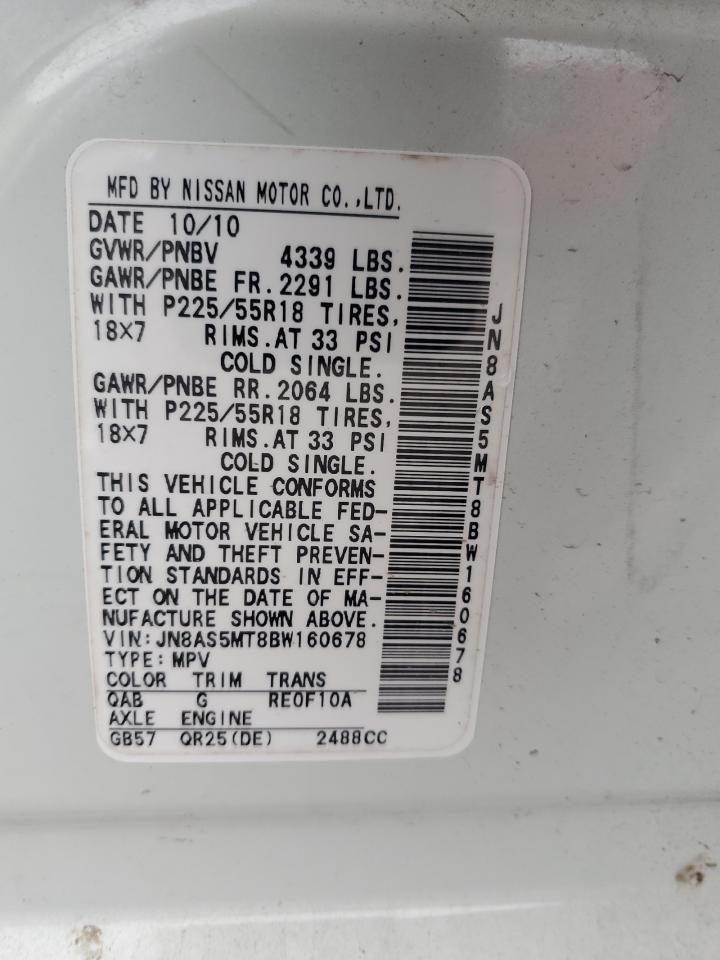 MFD BY NISSAN MOTOR CO.,LTD.
DATE 10/10
GVWR/PNBV 4339 LBS.
GAWR/PNBE FR.2291 LBS.
WITH P225/55R18 TIRES,
18X7 RIMS.AT 33 PSI
COLD SINGLE.
GAWR/PNBE RR.2064 LBS.
WITH P225/55R18 TIRES,
18X7 RIMS.AT 33 PSI
COLD SINGLE.
THIS VEHICLE CONFORMS
TO ALL APPLICABLE FED-
ERAL MOTOR VEHICLE SA-
FETY AND THEFT PREVEN-
TION STANDARDS IN EFF-
ECT ON THE DATE OF MA-
NUFACTURE SHOWN ABOVE.
VIN:JN8AS5MT8BW160678
TYPE:MPV
COLOR TRIM TRANS
QAB G RE0F10A
AXLE ENGINE
GB57 QR25(DE) 2488CC
JN8AS5MT8BW160678